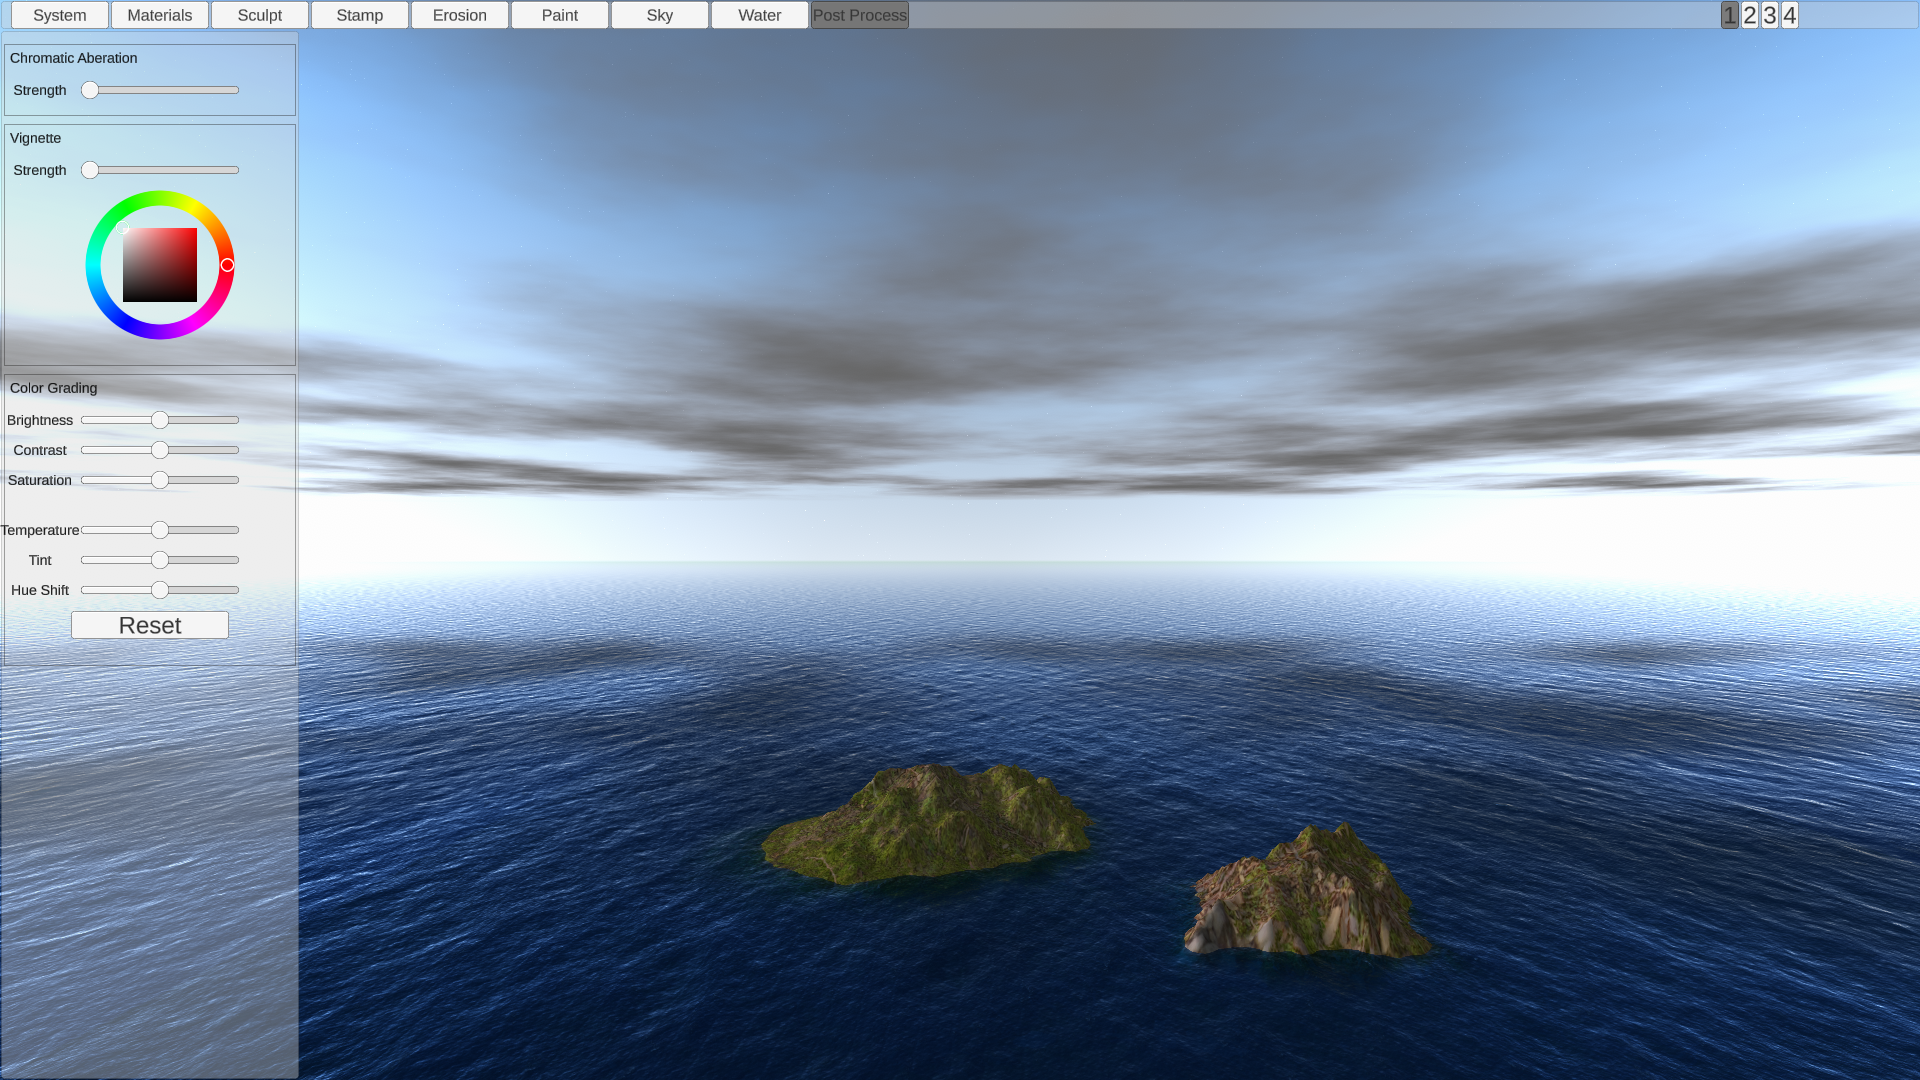 System Materials Sculpt Stamp Erosion Paint Sky Water Post Process 1 2 3 4
Chromatic Aberation
Strength
Vignette
Strength
Color Grading
Brightness
Contrast
Saturation
Temperature
Tint
Hue Shift
Reset